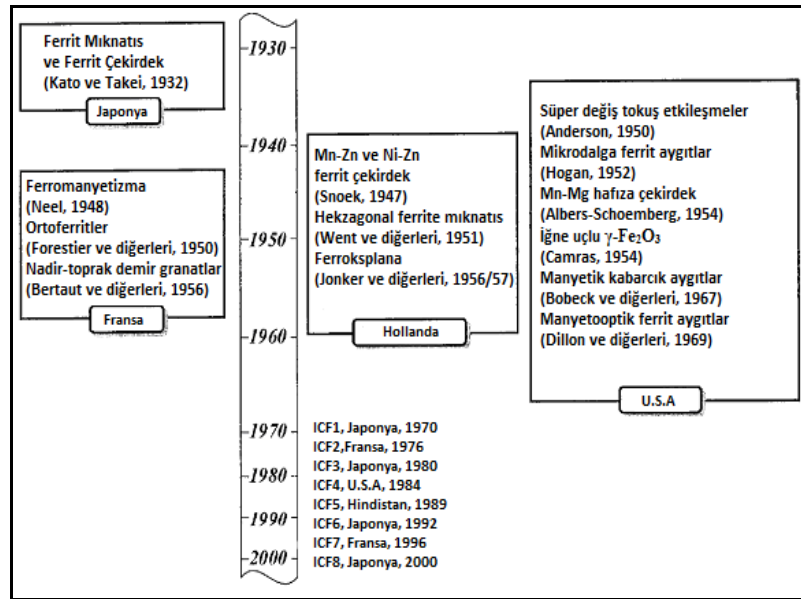 Ferrit Mıknatıs
ve Ferrit Çekirdek
(Kato ve Takei, 1932)
Japonya
Ferromanyetizma
(Neel, 1948)
Ortoferritler
(Forestier ve diğerleri, 1950)
Nadir-toprak demir granatlar
(Bertaut ve diğerleri, 1956)
Fransa
1930
1940
1950
1960
1970
1980
1990
2000
Mn-Zn ve Ni-Zn
ferrit çekirdek
(Snoek, 1947)
Hekzagonal ferrite mıknatıs
(Went ve diğerleri, 1951)
Ferroksplana
(Jonker ve diğerleri, 1956/57)
Hollanda
Süper değiş tokuş etkileşmeler
(Anderson, 1950)
Mikrodalga ferrit aygıtlar
(Hogan, 1952)
Mn-Mg hafıza çekirdek
(Albers-Schoemberg, 1954)
İğne uçlu γ-Fe₂O₃
(Camras, 1954)
Manyetik kabarcık aygıtlar
(Bobeck ve diğerleri, 1967)
Manyetooptik ferrit aygıtlar
(Dillon ve diğerleri, 1969)
U.S.A
ICF1, Japonya, 1970
ICF2,Fransa, 1976
ICF3, Japonya, 1980
ICF4, U.S.A, 1984
ICF5, Hindistan, 1989
ICF6, Japonya, 1992
ICF7, Fransa, 1996
ICF8, Japonya, 2000